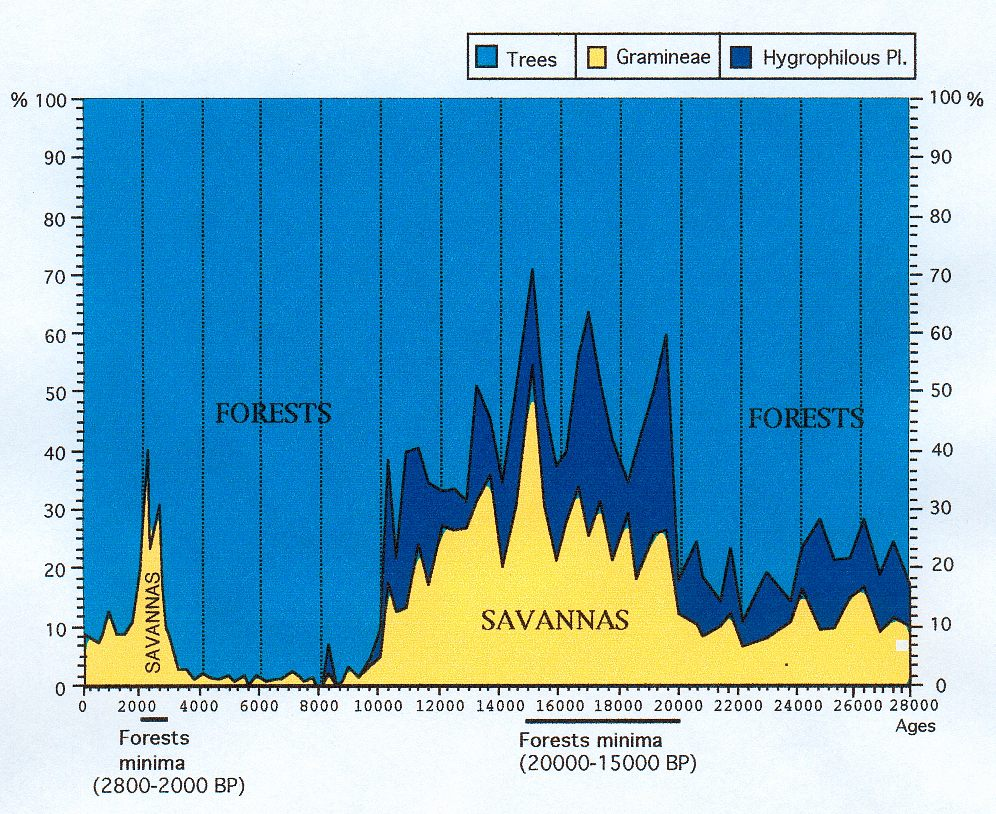 Trees Gramineae Hygrophilous Pl.
% 100 100 %
90 90
80 80
70 70
60 60
50 50
FORESTS FORESTS
40 40
30 30
20 20
SAVANNAS
SAVANNAS
10 10
0 0
0 2000 4000 6000 8000 10000 12000 14000 16000 18000 20000 22000 24000 26000 28000
Ages
Forests
minima
(2800-2000 BP)
Forests minima
(20000-15000 BP)